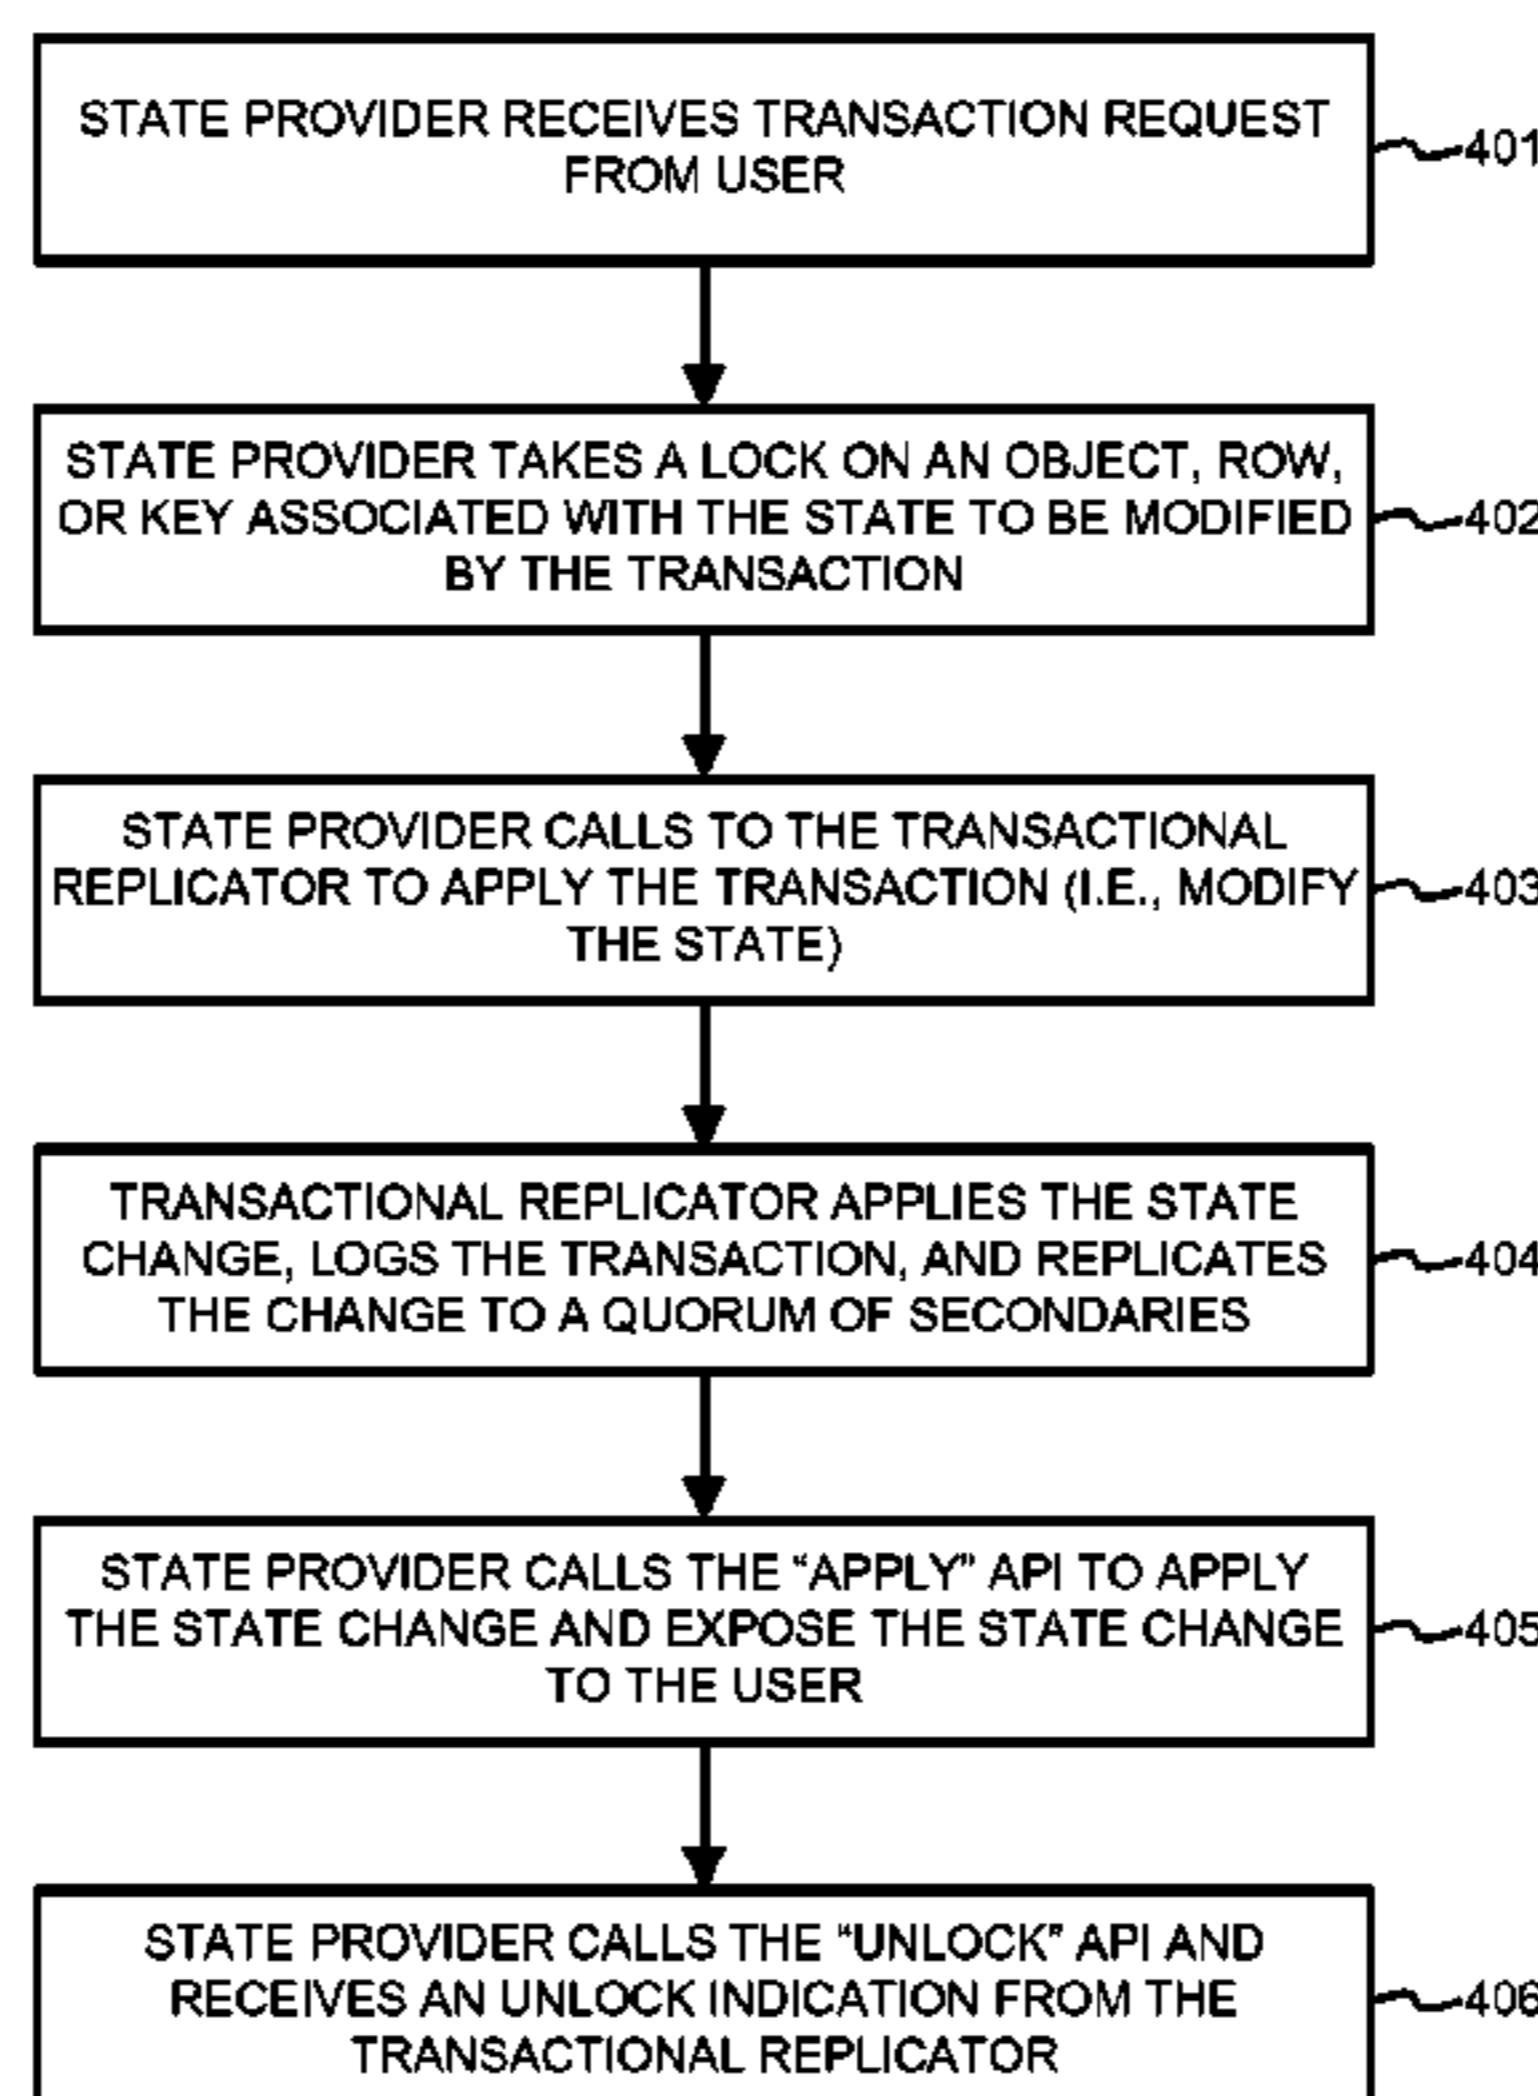 STATE PROVIDER RECEIVES TRANSACTION REQUEST
FROM USER
401
STATE PROVIDER TAKES A LOCK ON AN OBJECT, ROW,
OR KEY ASSOCIATED WITH THE STATE TO BE MODIFIED
BY THE TRANSACTION
402
STATE PROVIDER CALLS TO THE TRANSACTIONAL
REPLICATOR TO APPLY THE TRANSACTION (I.E., MODIFY
THE STATE)
403
TRANSACTIONAL REPLICATOR APPLIES THE STATE
CHANGE, LOGS THE TRANSACTION, AND REPLICATES
THE CHANGE TO A QUORUM OF SECONDARIES
404
STATE PROVIDER CALLS THE “APPLY” API TO APPLY
THE STATE CHANGE AND EXPOSE THE STATE CHANGE
TO THE USER
405
STATE PROVIDER CALLS THE “UNLOCK” API AND
RECEIVES AN UNLOCK INDICATION FROM THE
TRANSACTIONAL REPLICATOR
406